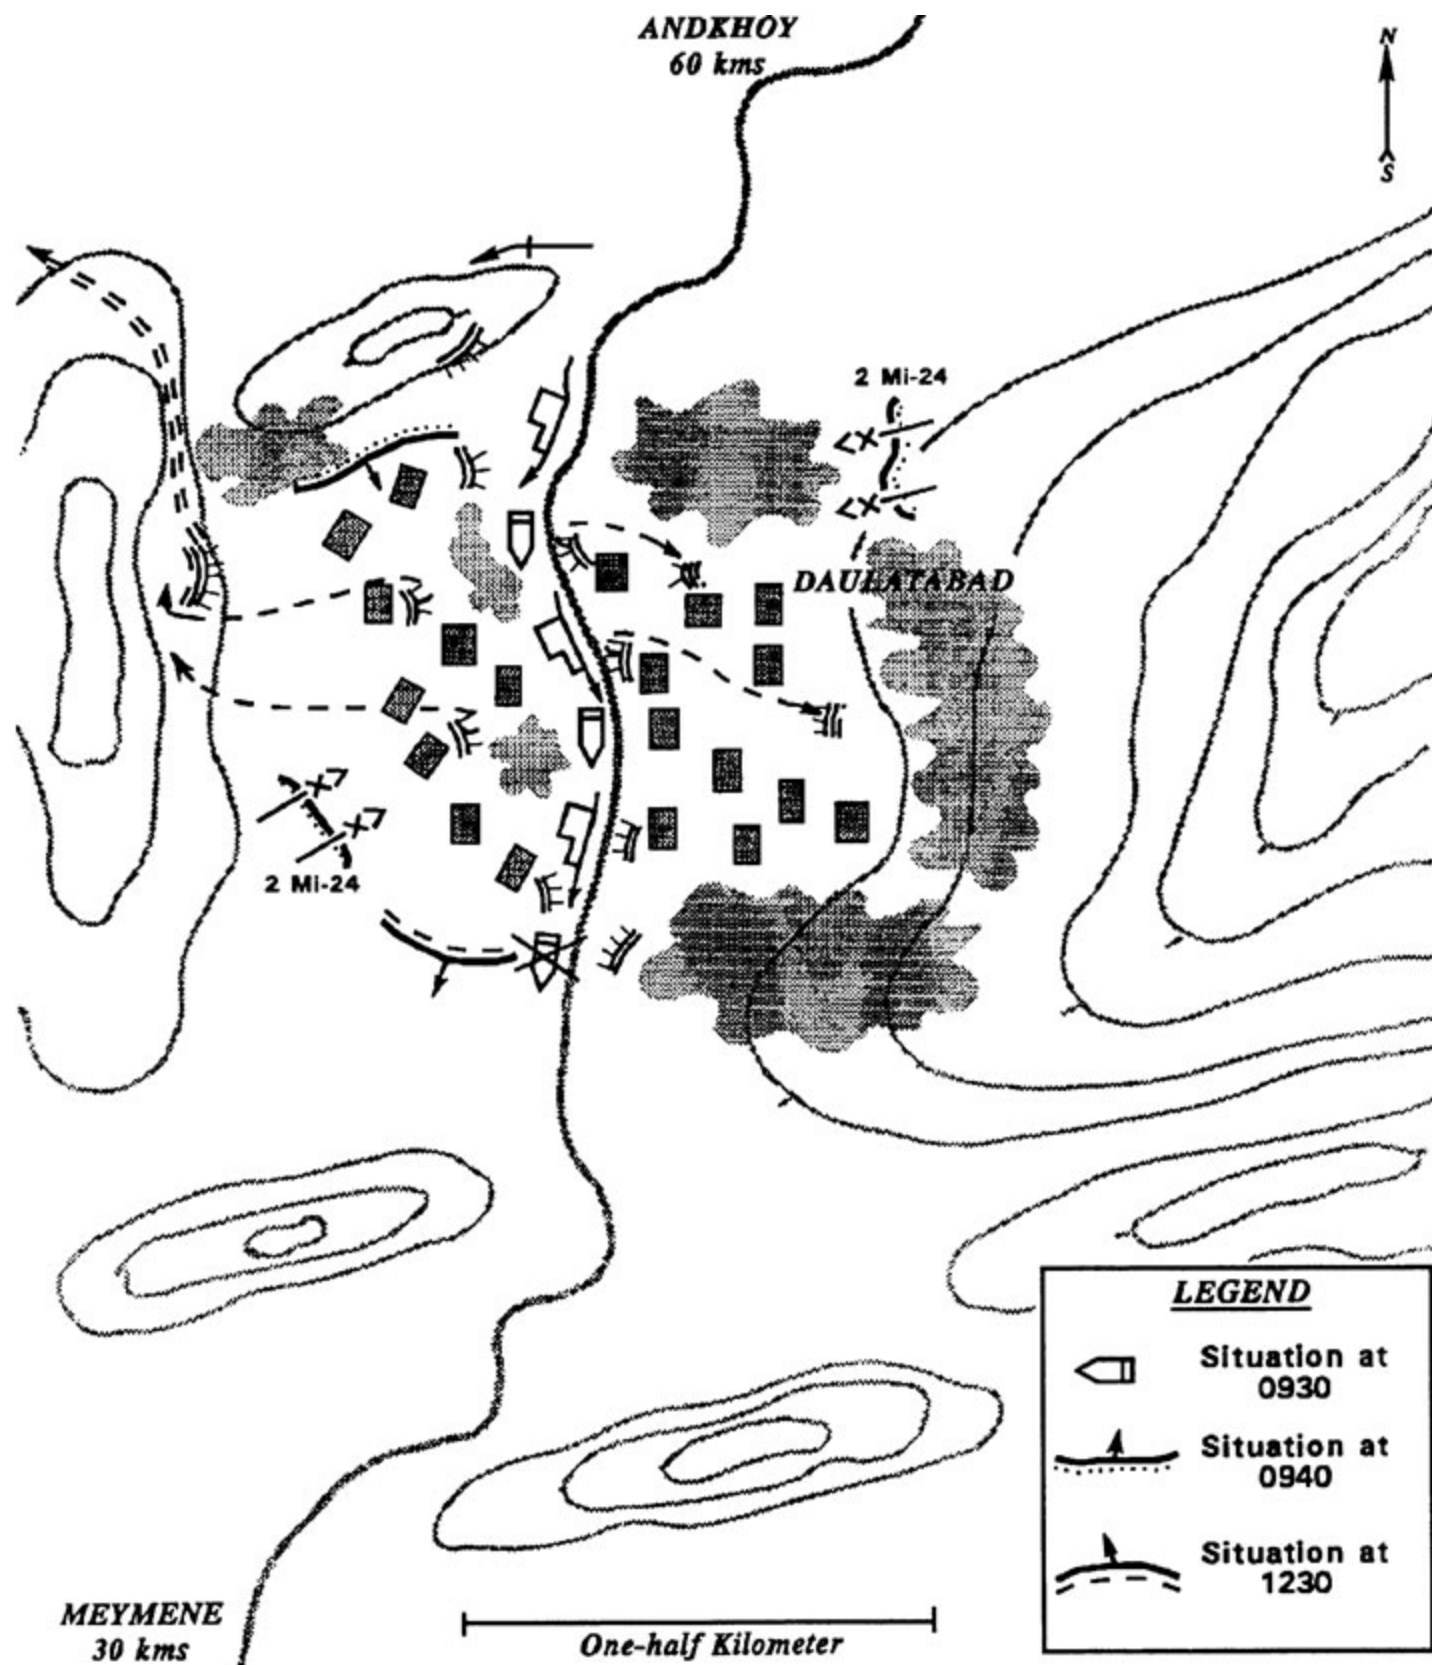 ANDKHOY
60 kms
N
S
2 Mi-24
DAULATABAD
2 Mi-24
LEGEND
Situation at
0930
Situation at
0940
Situation at
1230
MEYMENE
30 kms
One-half Kilometer